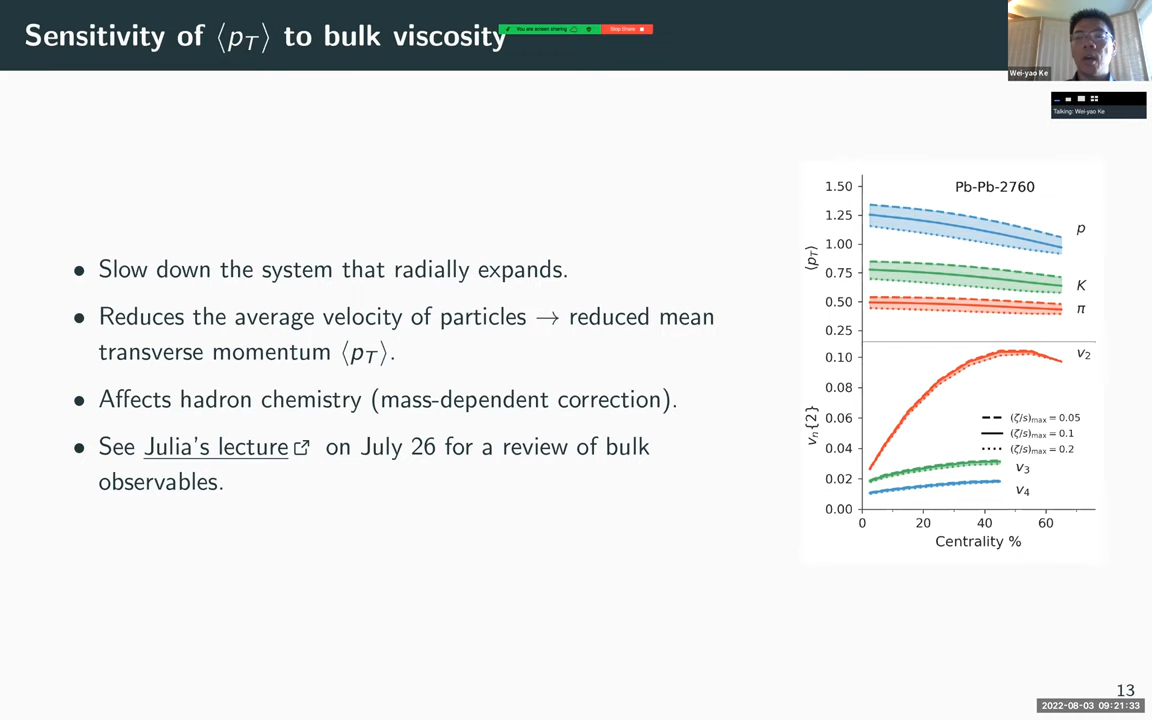 Sensitivity of ⟨pT⟩ to bulk viscosity
You are screen sharing
Stop Share
Wei-yao Ke
Talking: Wei-yao Ke
• Slow down the system that radially expands.
• Reduces the average velocity of particles → reduced mean
transverse momentum ⟨pT⟩.
• Affects hadron chemistry (mass-dependent correction).
• See Julia's lecture on July 26 for a review of bulk
observables.
Pb-Pb-2760
1.50
1.25
1.00
0.75
0.50
0.25
⟨pT⟩
p
K
π
0.10
0.08
0.06
0.04
0.02
0.00
vn{2}
v2
(ζ/s)max = 0.05
(ζ/s)max = 0.1
(ζ/s)max = 0.2
v3
v4
0 20 40 60
Centrality %
13
2022-08-03 09:21:33